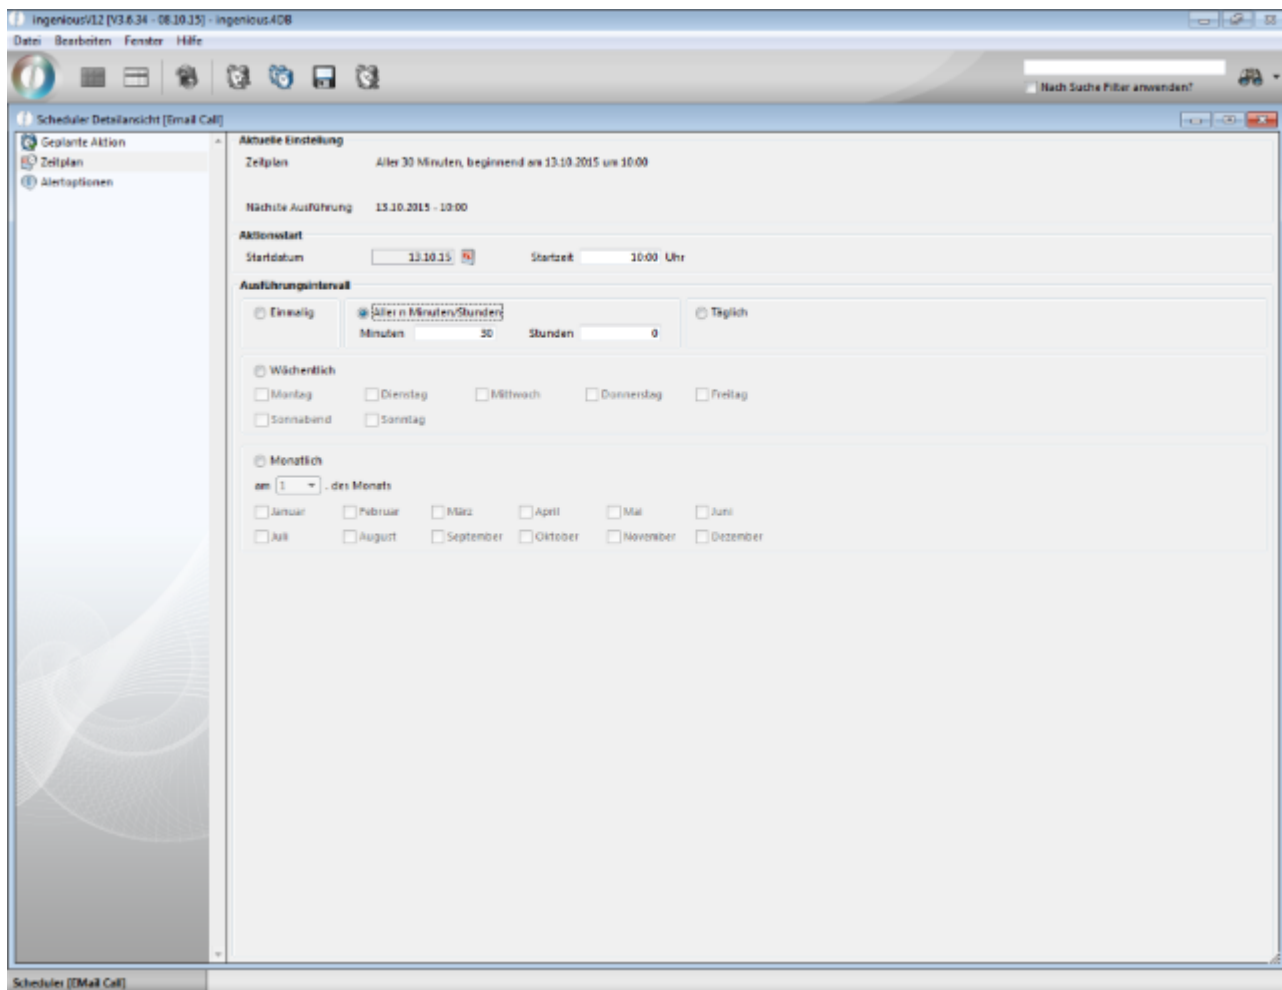 ingeniousV12 [V3.6.34 - 08.10.15] - ingenious.4DB
Datei Bearbeiten Fenster Hilfe
Nach Suche Filter anwenden?
Scheduler Detailansicht [Email Call]
Geplante Aktion
Zeitplan
Alertoptionen
Aktuelle Einstellung
Zeitplan Aller 30 Minuten, beginnend am 13.10.2015 um 10:00
Nächste Ausführung 13.10.2015 - 10:00
Aktionsstart
Startdatum 13.10.15 Startzeit 10:00 Uhr
Ausführungsintervall
Einmalig Aller n Minuten/Stunden Täglich
Minuten 30 Stunden 0
Wöchentlich
Montag Dienstag Mittwoch Donnerstag Freitag
Sonnabend Sonntag
Monatlich
am 1 . des Monats
Januar Februar März April Mai Juni
Juli August September Oktober November Dezember
Scheduler [EMail Call]